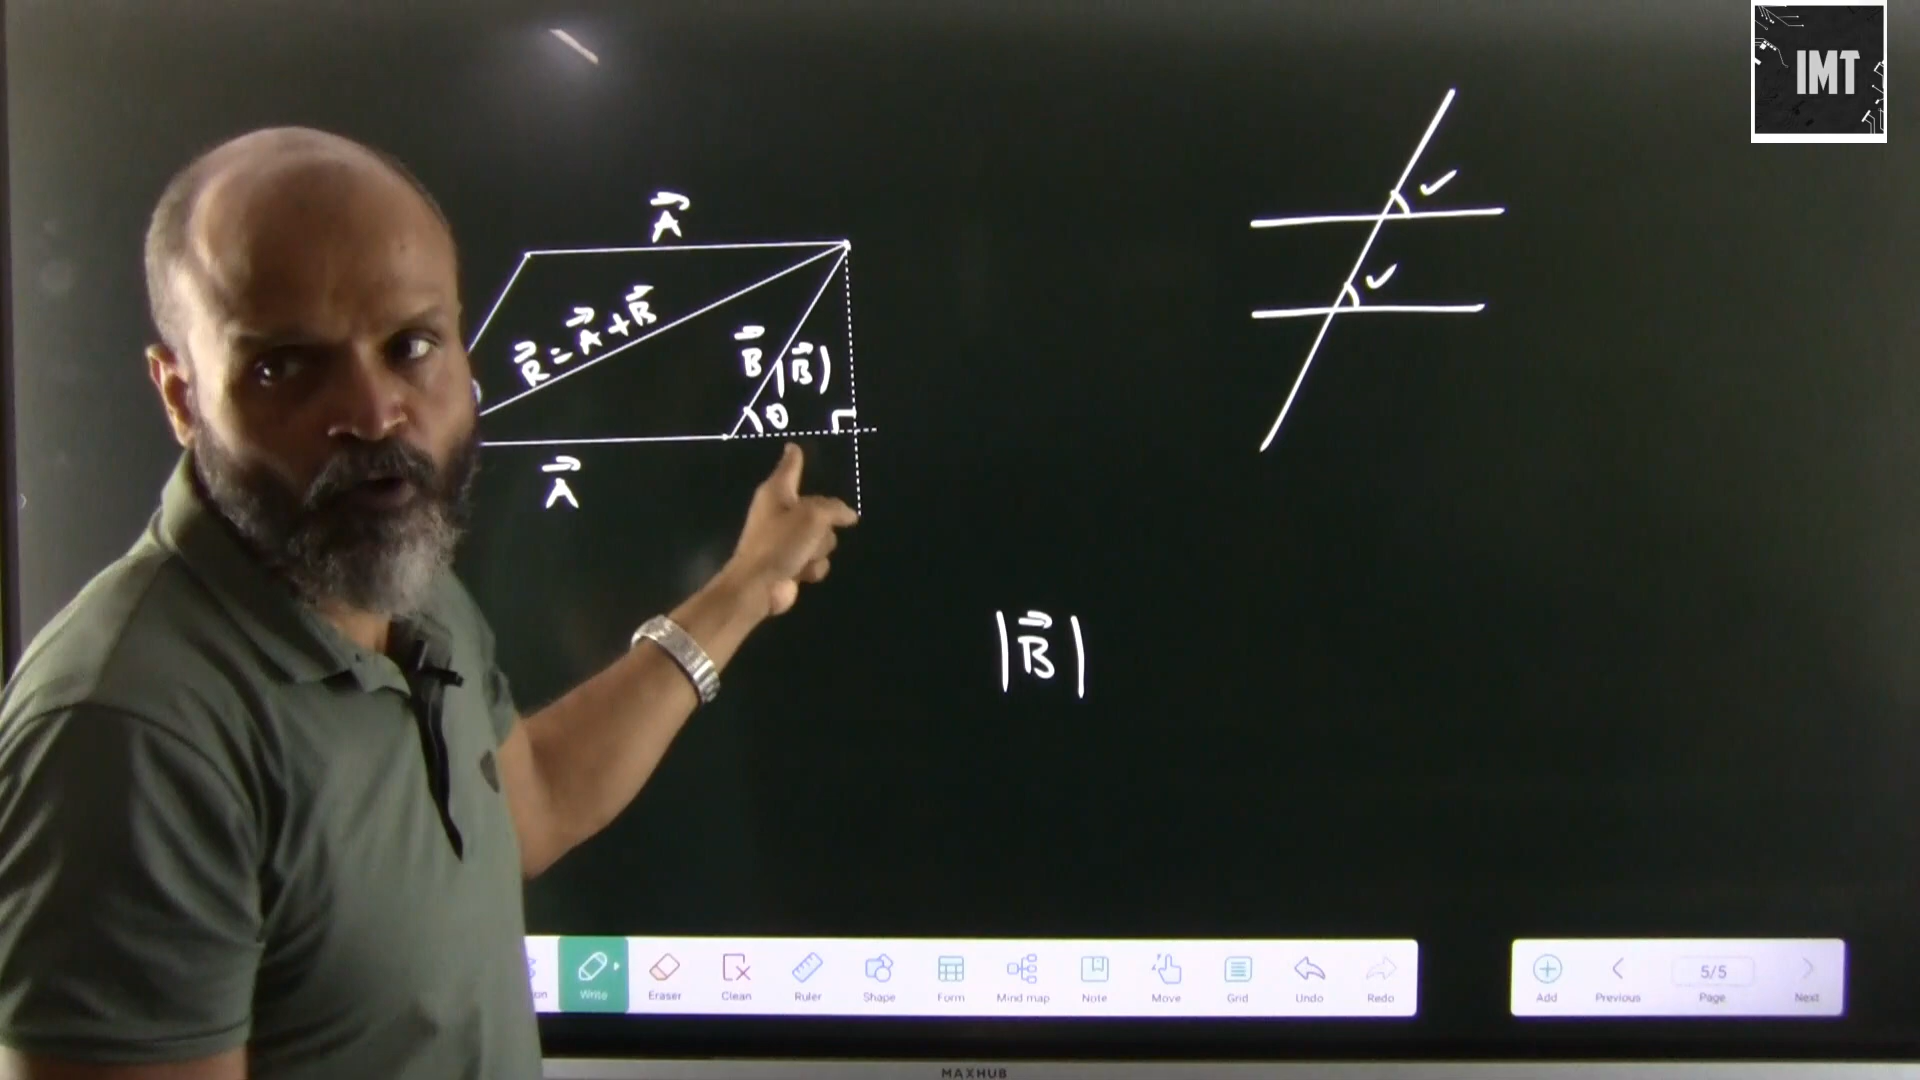 IMT
A⃗
R⃗ = A⃗ + B⃗
B⃗
|B⃗|
θ
A⃗
|B⃗|
Write
Eraser
Clean
Ruler
Shape
Form
Mind map
Note
Move
Grid
Undo
Redo
Add
Previous
5/5
Page
Next
MAXHUB